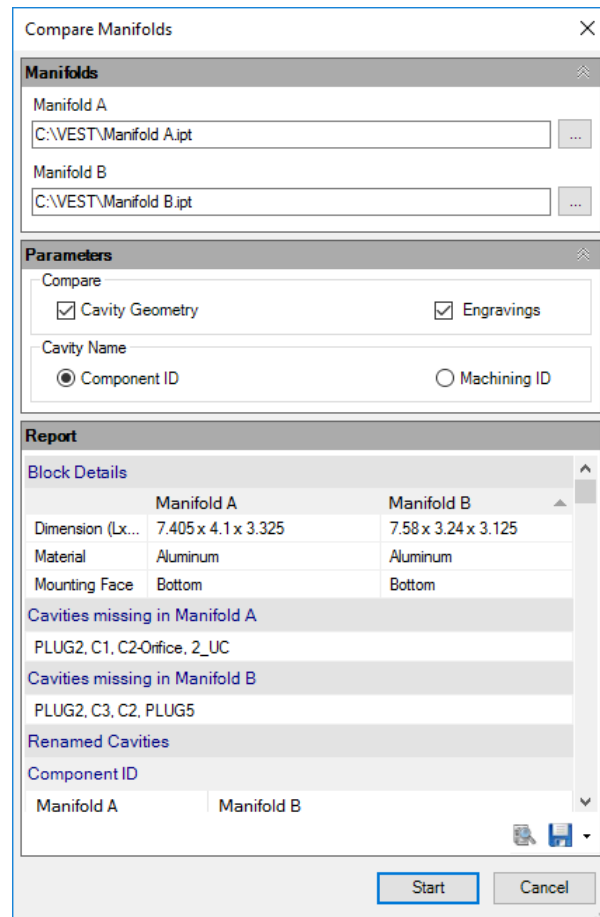 Compare Manifolds
Manifolds
Manifold A
C:\VEST\Manifold A.ipt
...
Manifold B
C:\VEST\Manifold B.ipt
...
Parameters
Compare
Cavity Geometry Engravings
Cavity Name
Component ID Machining ID
Report
Block Details
Manifold A Manifold B
Dimension (Lx... 7.405 x 4.1 x 3.325 7.58 x 3.24 x 3.125
Material Aluminum Aluminum
Mounting Face Bottom Bottom
Cavities missing in Manifold A
PLUG2, C1, C2-Orifice, 2_UC
Cavities missing in Manifold B
PLUG2, C3, C2, PLUG5
Renamed Cavities
Component ID
Manifold A Manifold B
Start Cancel